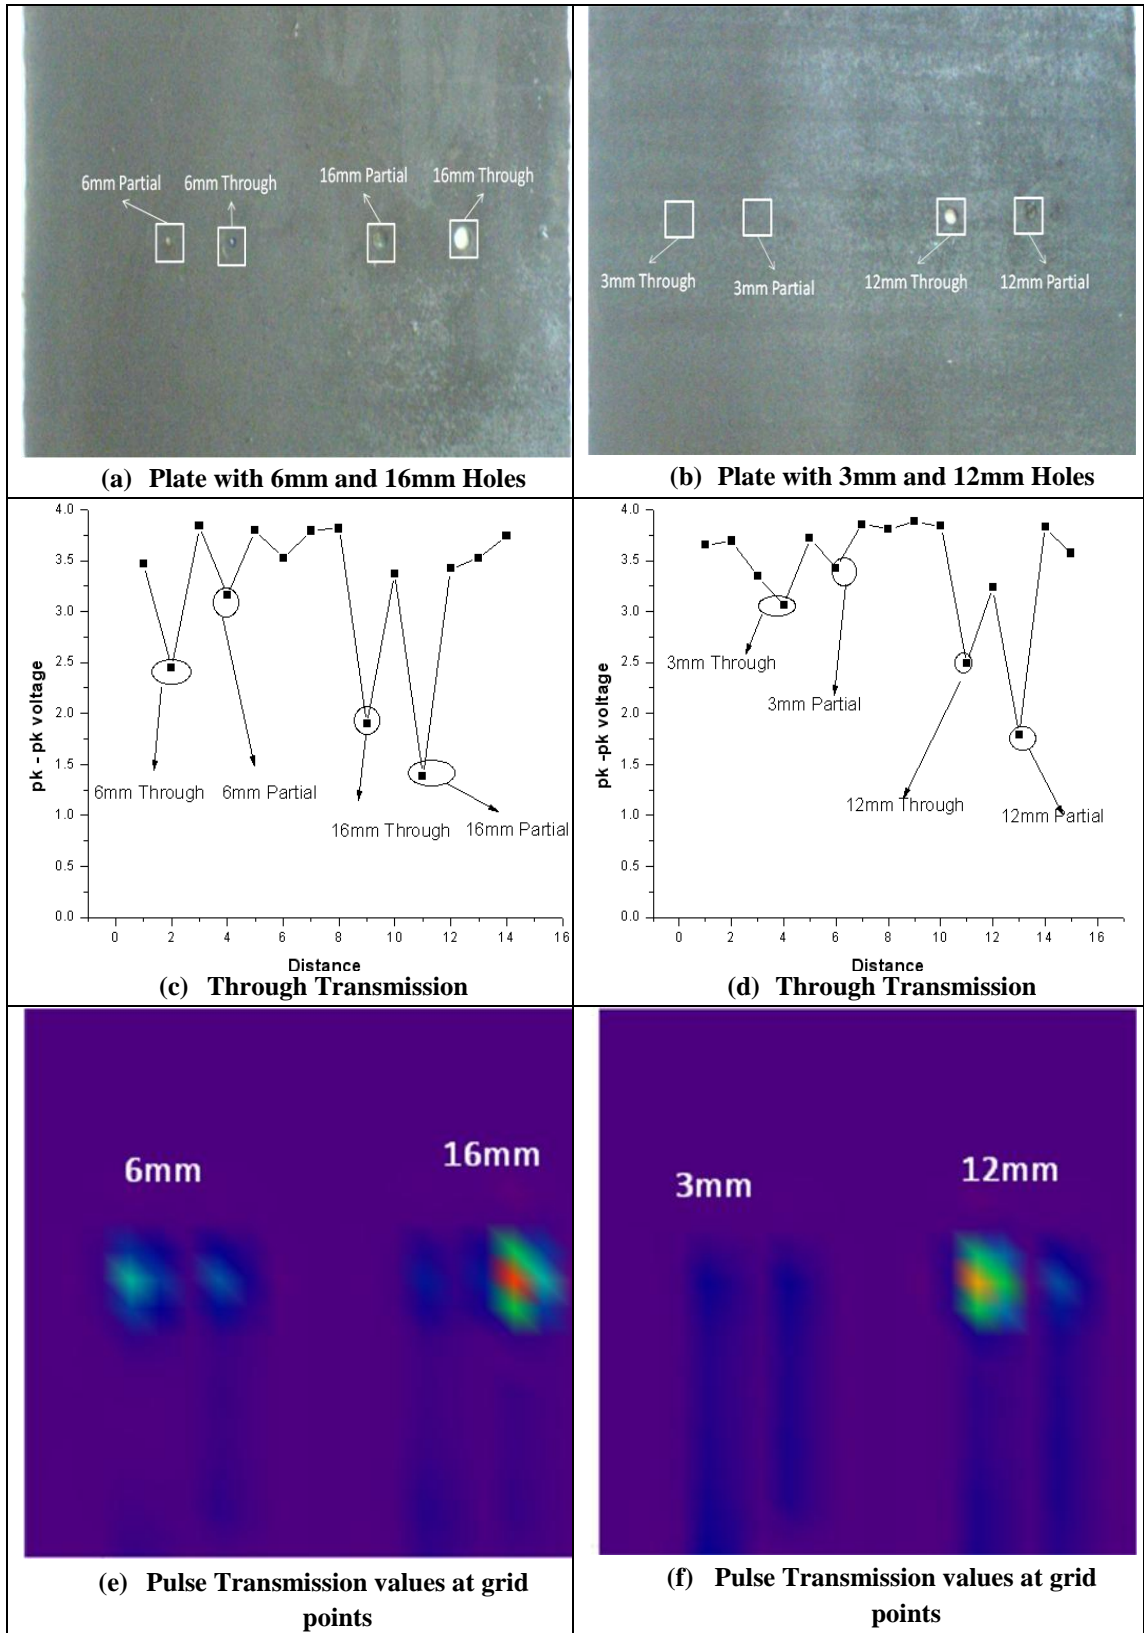 6mm Partial 6mm Through 16mm Partial 16mm Through
(a) Plate with 6mm and 16mm Holes
3mm Through 3mm Partial 12mm Through 12mm Partial
(b) Plate with 3mm and 12mm Holes
4.0
3.5
3.0
2.5
2.0
1.5
1.0
0.5
0.0
pk - pk voltage
6mm Through 6mm Partial
16mm Through 16mm Partial
0 2 4 6 8 10 12 14 16
Distance
(c) Through Transmission
4.0
3.5
3.0
2.5
2.0
1.5
1.0
0.5
0.0
pk -pk voltage
3mm Through
3mm Partial
12mm Through
12mm Partial
0 2 4 6 8 10 12 14 16
Distance
(d) Through Transmission
6mm 16mm
(e) Pulse Transmission values at grid
points
3mm 12mm
(f) Pulse Transmission values at grid
points